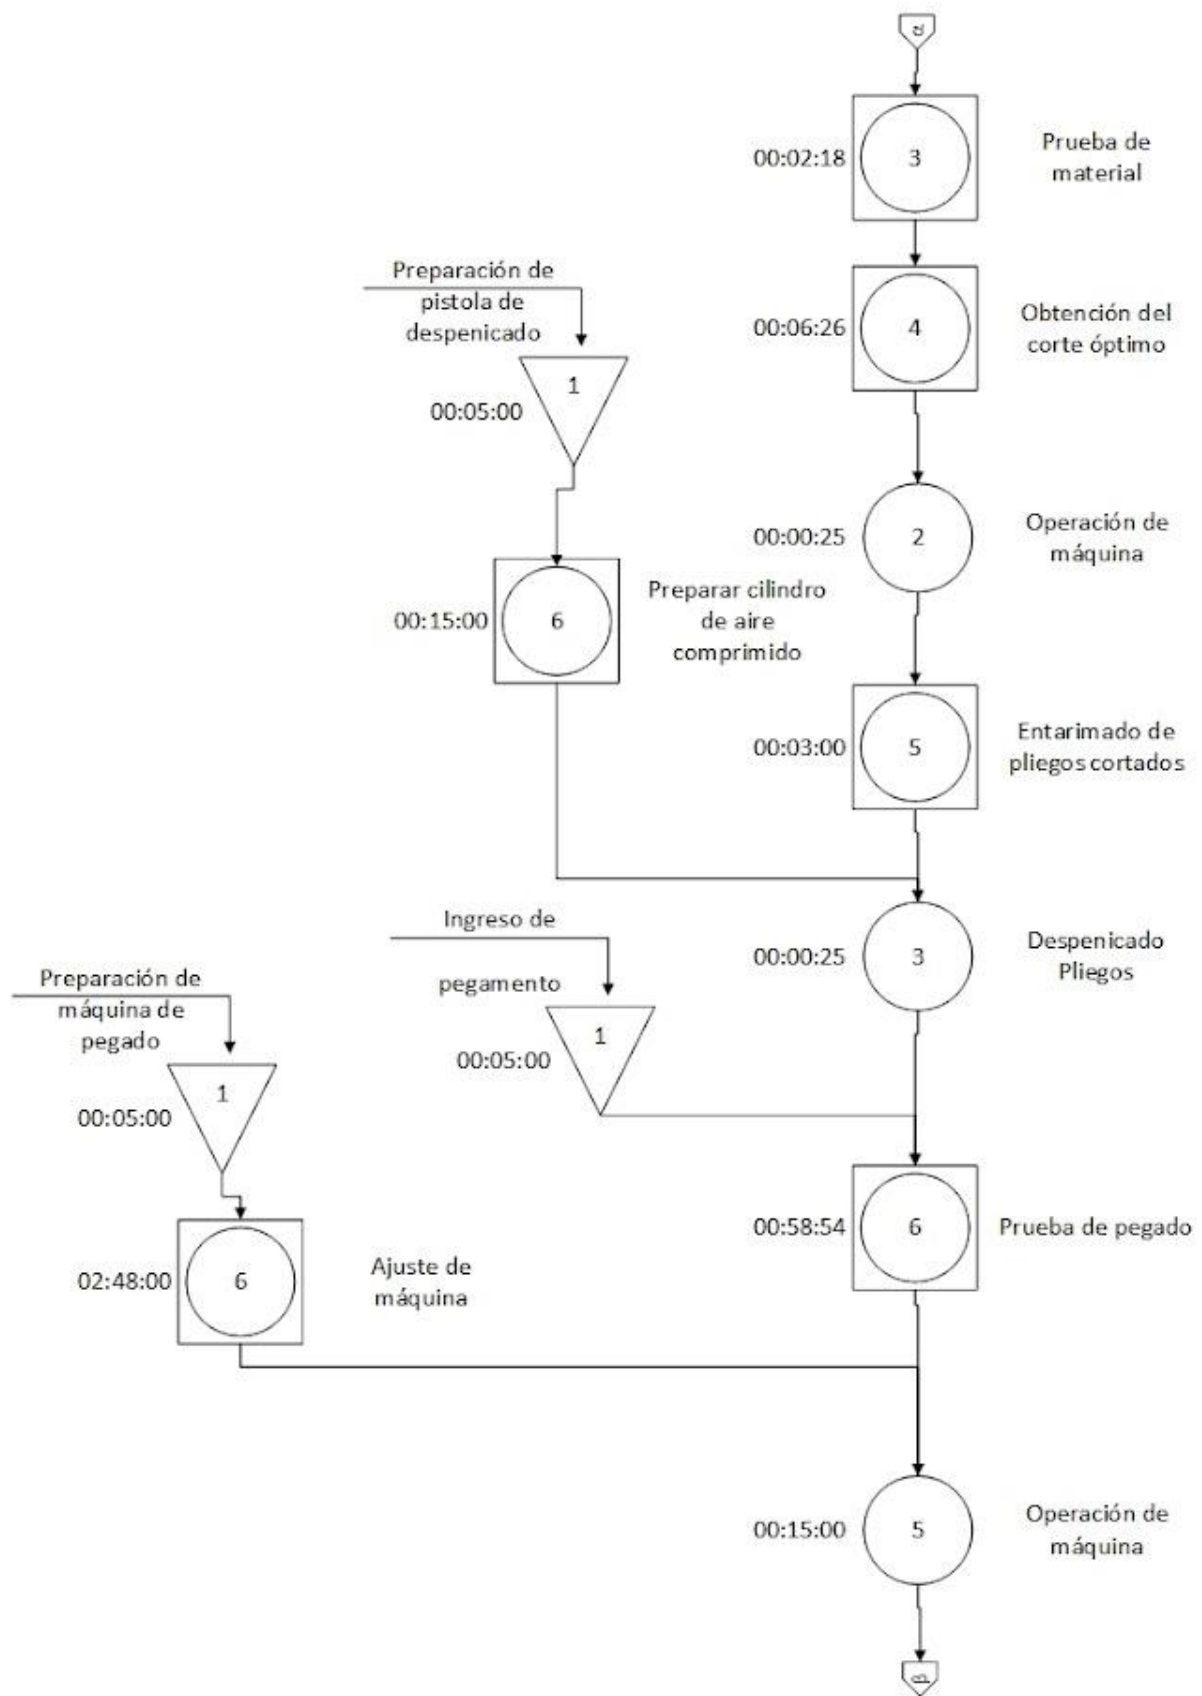 α
00:02:18
3
Prueba de
material
Preparación de
pistola de
despenicado
1
00:05:00
00:06:26
4
Obtención del
corte óptimo
00:00:25
2
Operación de
máquina
00:15:00
6
Preparar cilindro
de aire
comprimido
00:03:00
5
Entarimado de
pliegos cortados
00:00:25
3
Despenicado
Pliegos
Ingreso de
pegamento
1
00:05:00
Preparación de
máquina de
pegado
1
00:05:00
00:58:54
6
Prueba de pegado
02:48:00
6
Ajuste de
máquina
00:15:00
5
Operación de
máquina
β